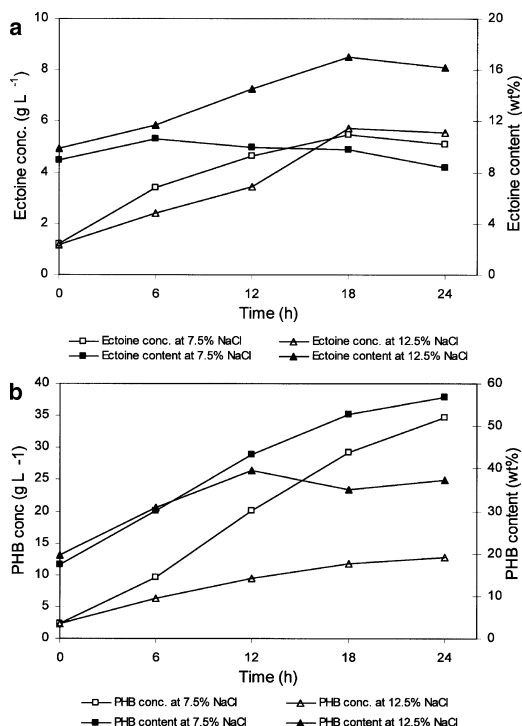 a
Ectoine conc. (g L -1)
10
8
6
4
2
0
Ectoine content (wt%)
20
16
12
8
4
0
0 6 12 18 24
Time (h)
Ectoine conc. at 7.5% NaCl Ectoine conc. at 12.5% NaCl
Ectoine content at 7.5% NaCl Ectoine content at 12.5% NaCl
b
PHB conc (g L -1)
40
35
30
25
20
15
10
5
0
PHB content (wt%)
60
50
40
30
20
10
0
0 6 12 18 24
Time (h)
PHB conc. at 7.5% NaCl PHB conc. at 12.5% NaCl
PHB content at 7.5% NaCl PHB content at 12.5% NaCl